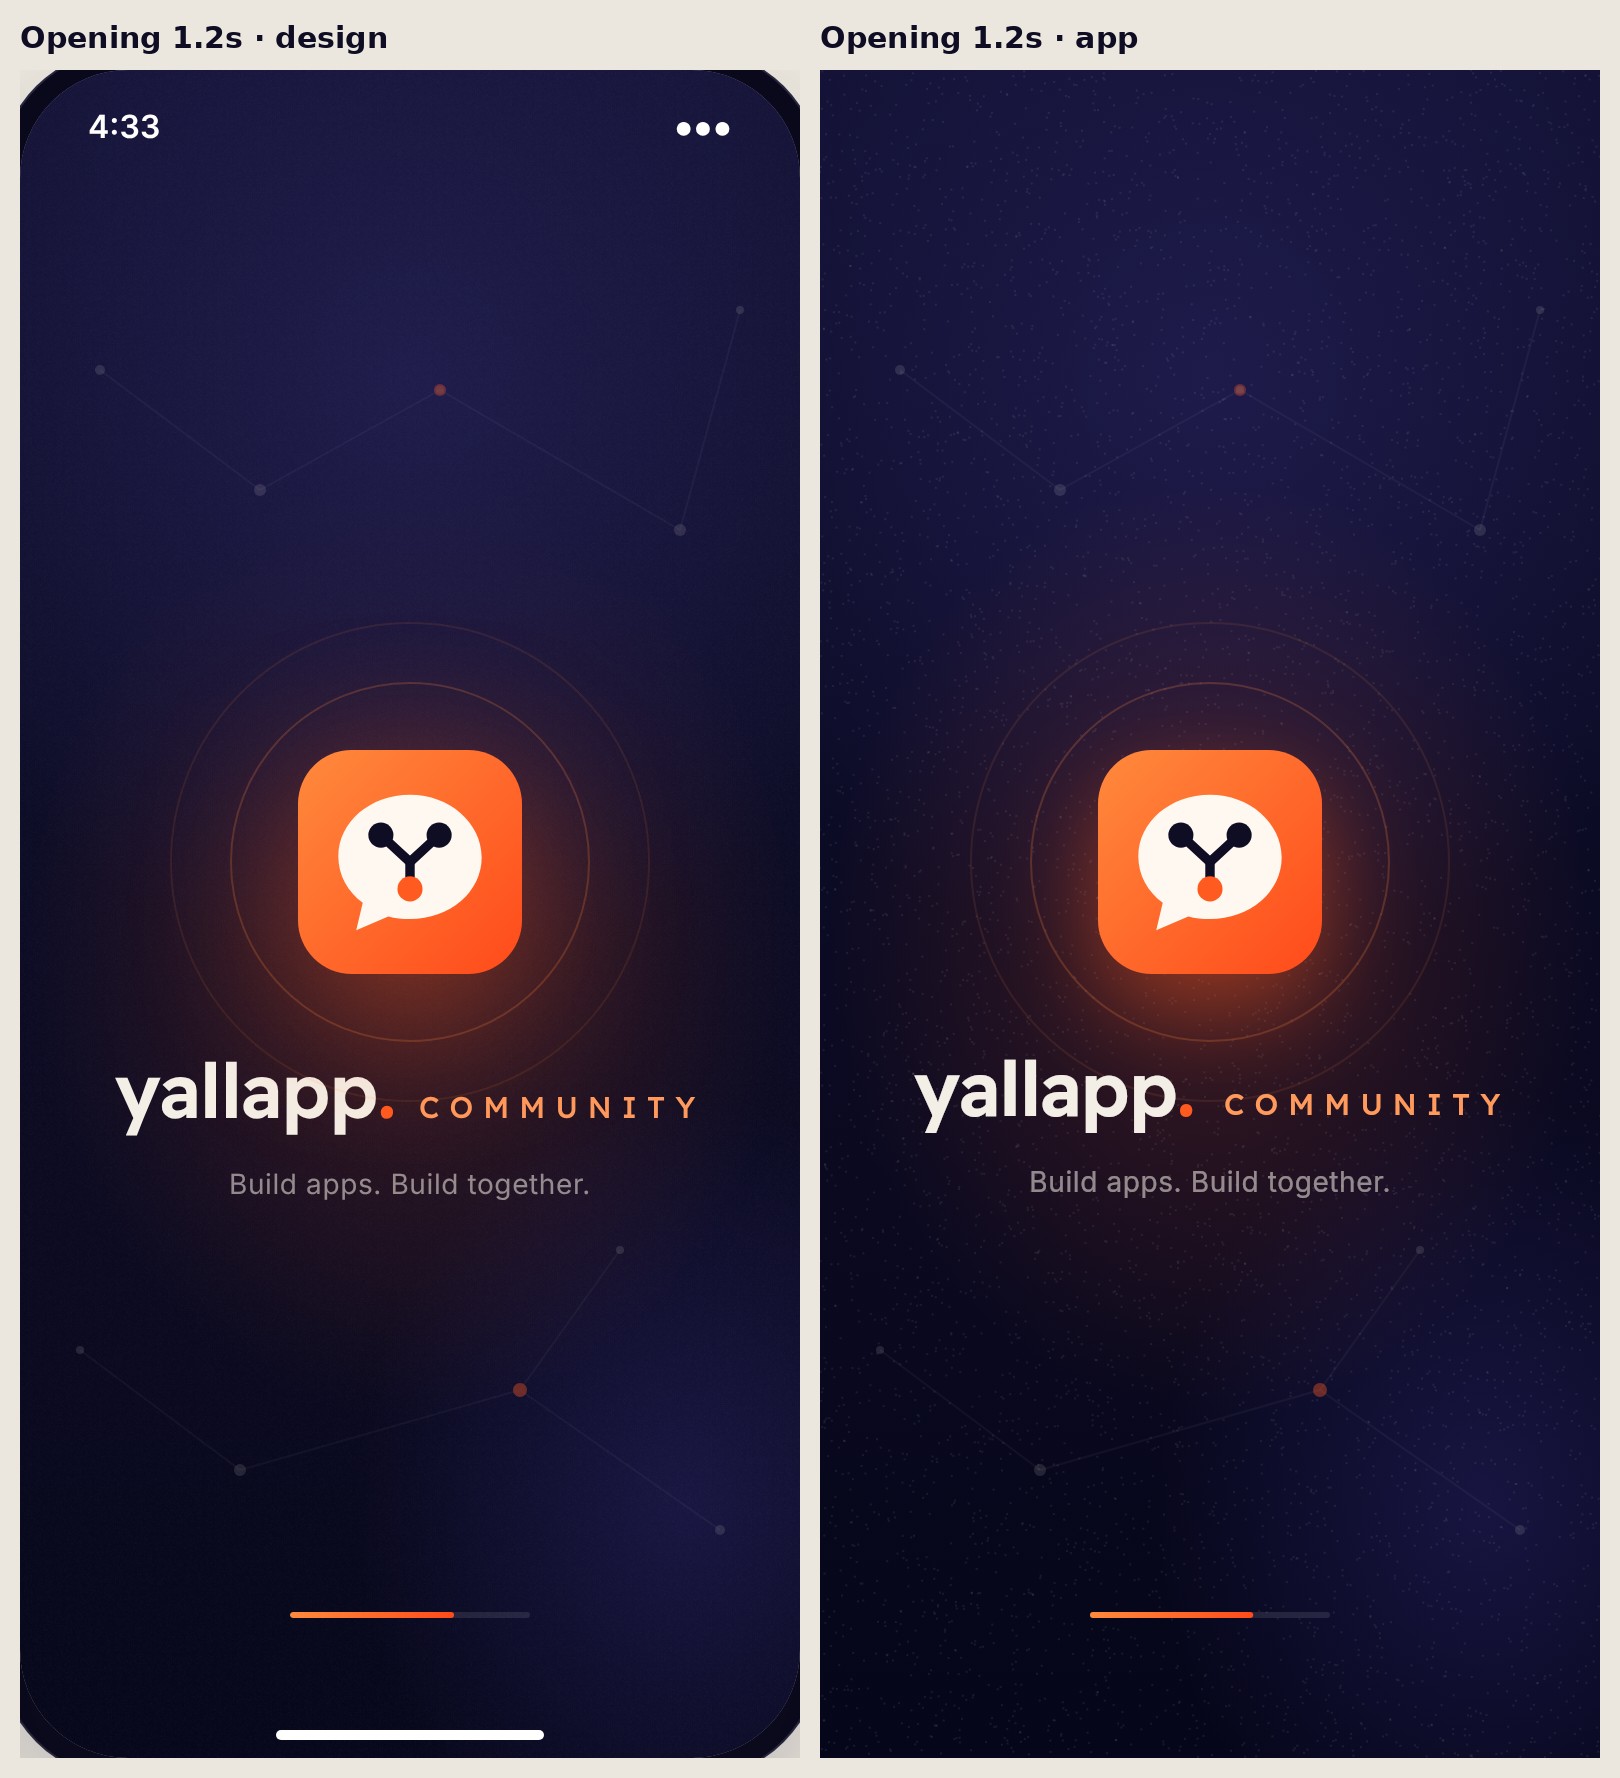 Opening 1.2s · design
Opening 1.2s · app
4:33
yallapp. COMMUNITY
Build apps. Build together.
yallapp. COMMUNITY
Build apps. Build together.